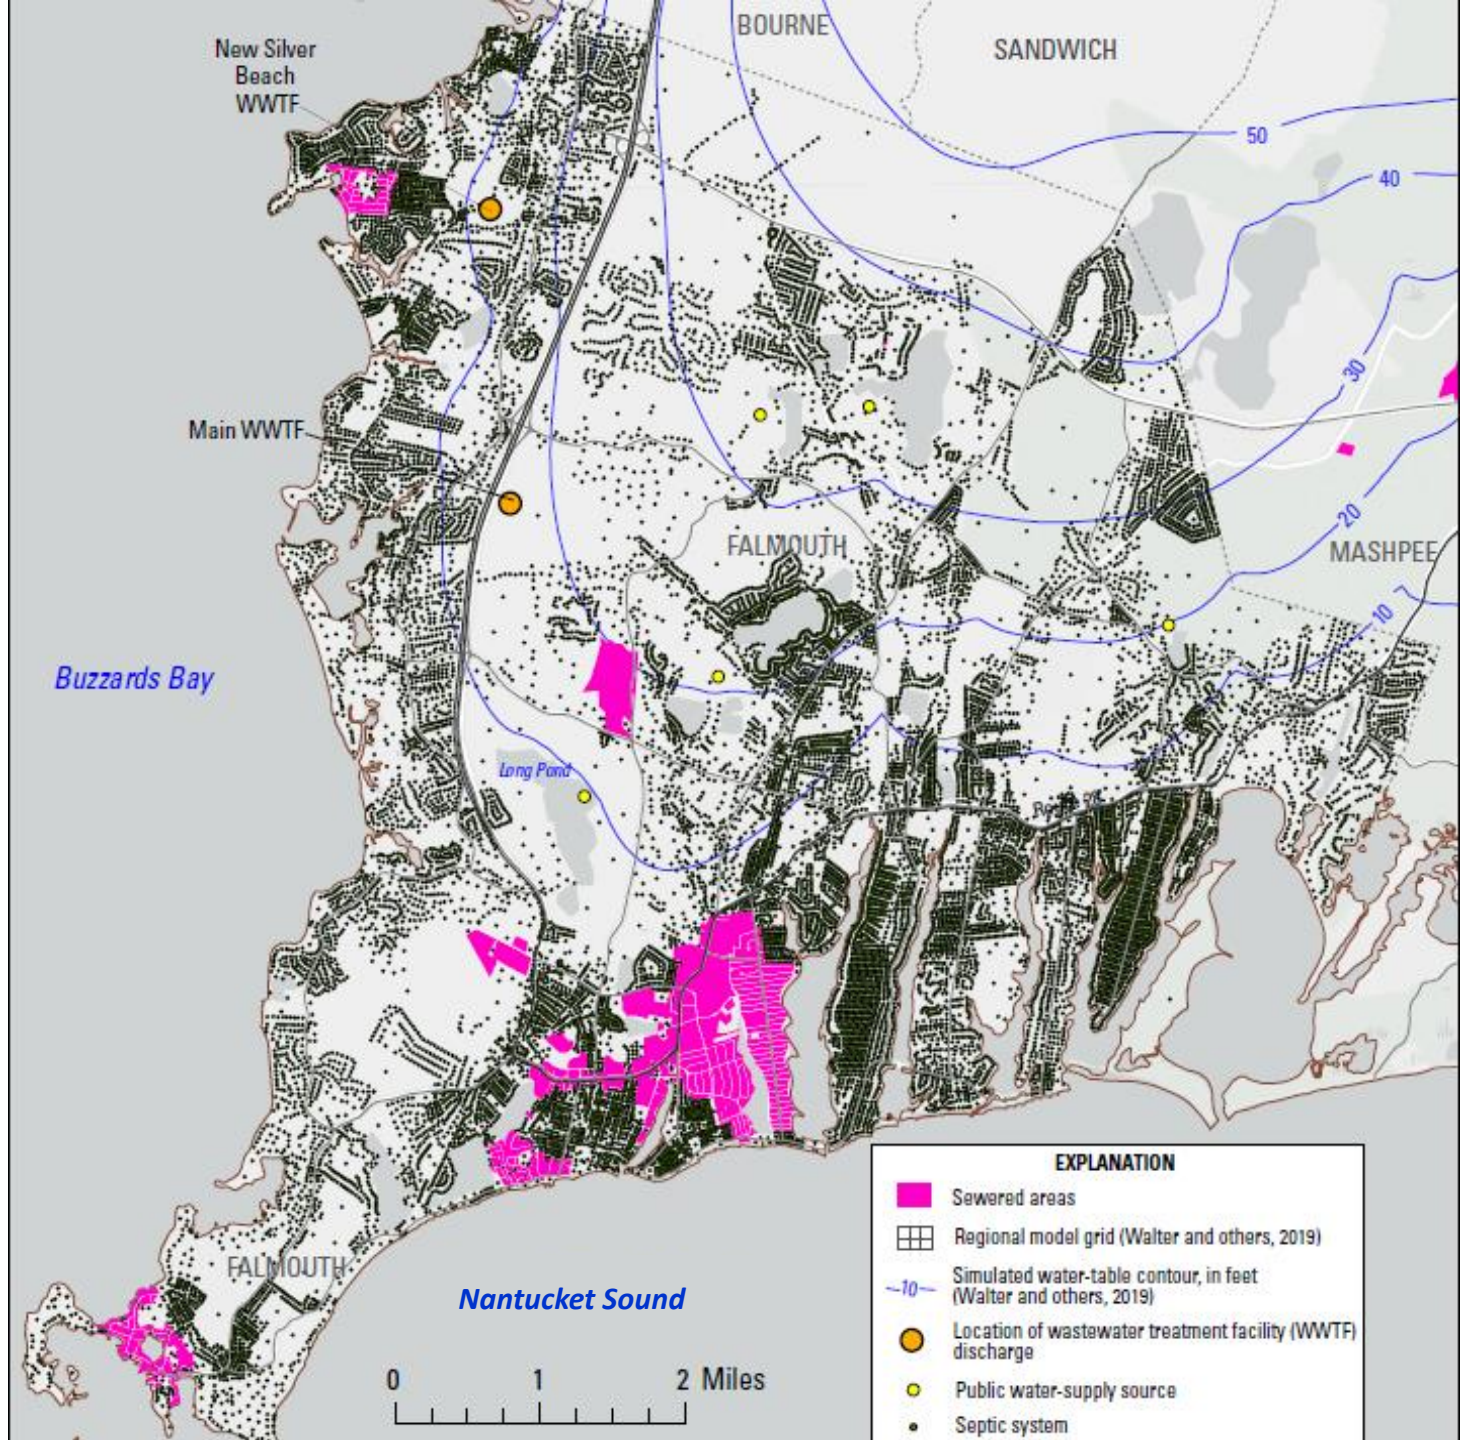 BOURNE
SANDWICH
New Silver
Beach
WWTF
50
40
30
Main WWTF
20
FALMOUTH
MASHPEE
10
Buzzards Bay
Long Pond
EXPLANATION
Sewered areas
Regional model grid (Walter and others, 2019)
FALMOUTH
Nantucket Sound
10
Simulated water-table contour, in feet
(Walter and others, 2019)
Location of wastewater treatment facility (WWTF)
discharge
0 1 2 Miles
Public water-supply source
Septic system